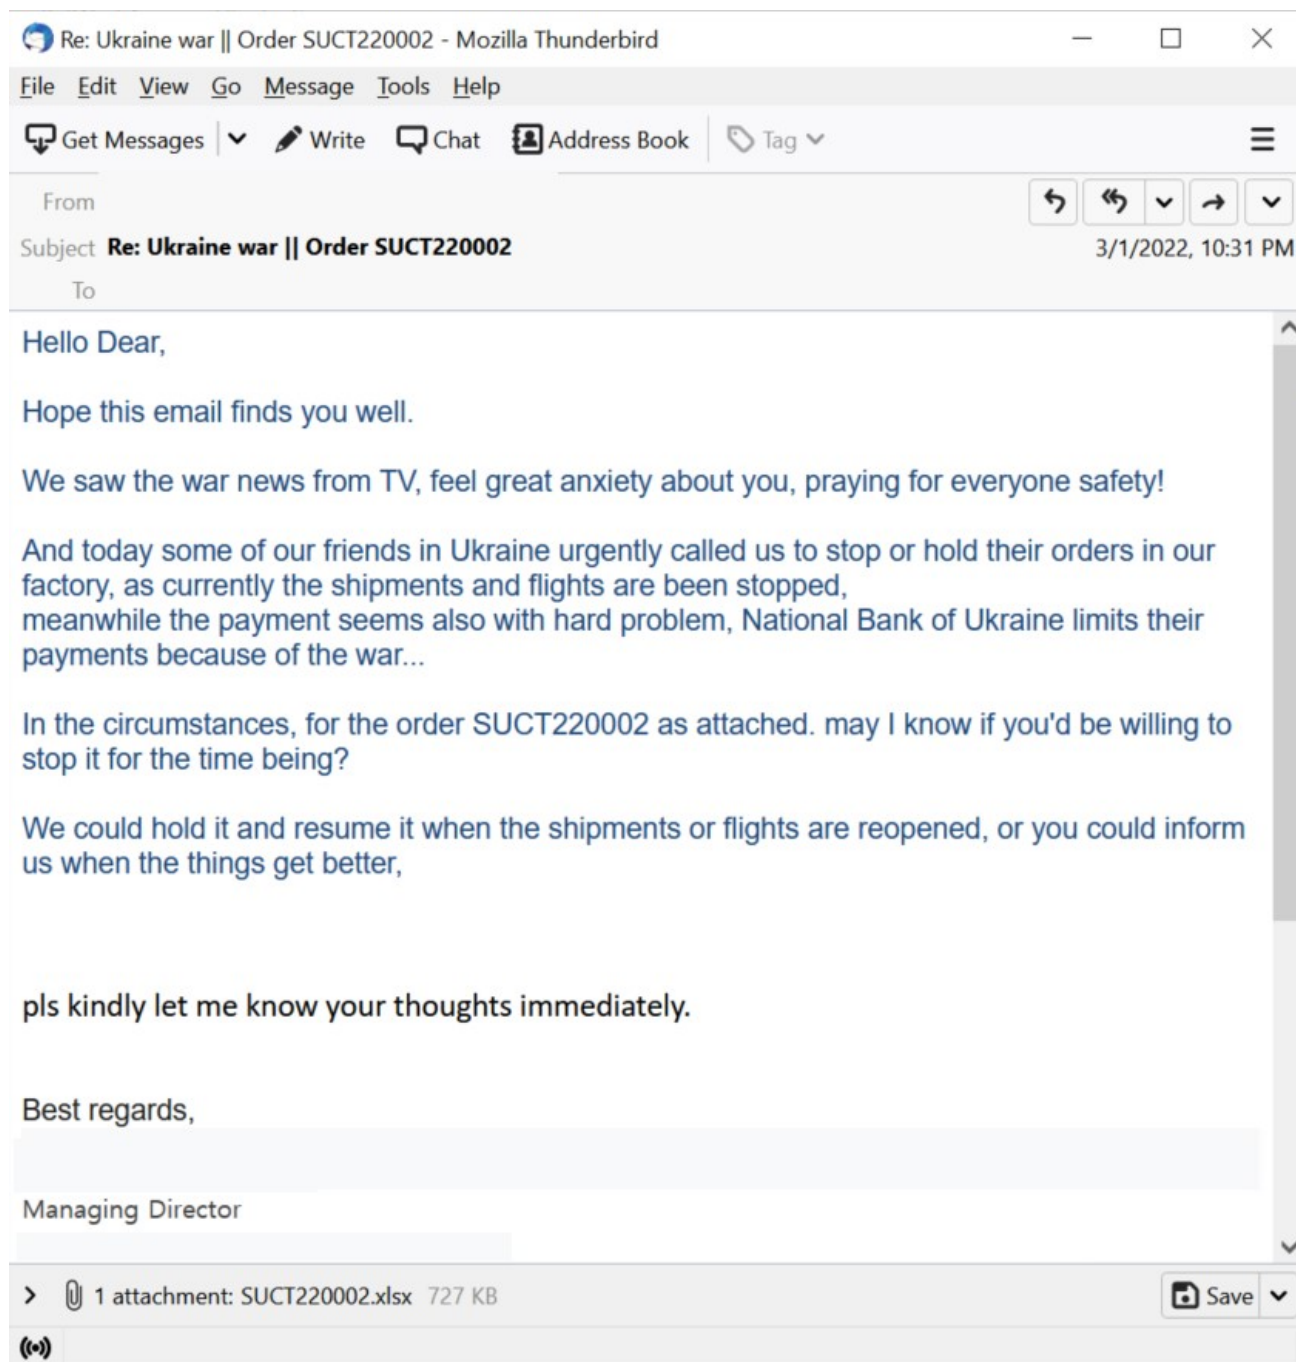 Re: Ukraine war || Order SUCT220002 - Mozilla Thunderbird
File Edit View Go Message Tools Help
Get Messages Write Chat Address Book Tag
From
Subject Re: Ukraine war || Order SUCT220002 3/1/2022, 10:31 PM
To
Hello Dear,
Hope this email finds you well.
We saw the war news from TV, feel great anxiety about you, praying for everyone safety!
And today some of our friends in Ukraine urgently called us to stop or hold their orders in our
factory, as currently the shipments and flights are been stopped,
meanwhile the payment seems also with hard problem, National Bank of Ukraine limits their
payments because of the war...
In the circumstances, for the order SUCT220002 as attached. may I know if you'd be willing to
stop it for the time being?
We could hold it and resume it when the shipments or flights are reopened, or you could inform
us when the things get better,
pls kindly let me know your thoughts immediately.
Best regards,
Managing Director
1 attachment: SUCT220002.xlsx 727 KB Save